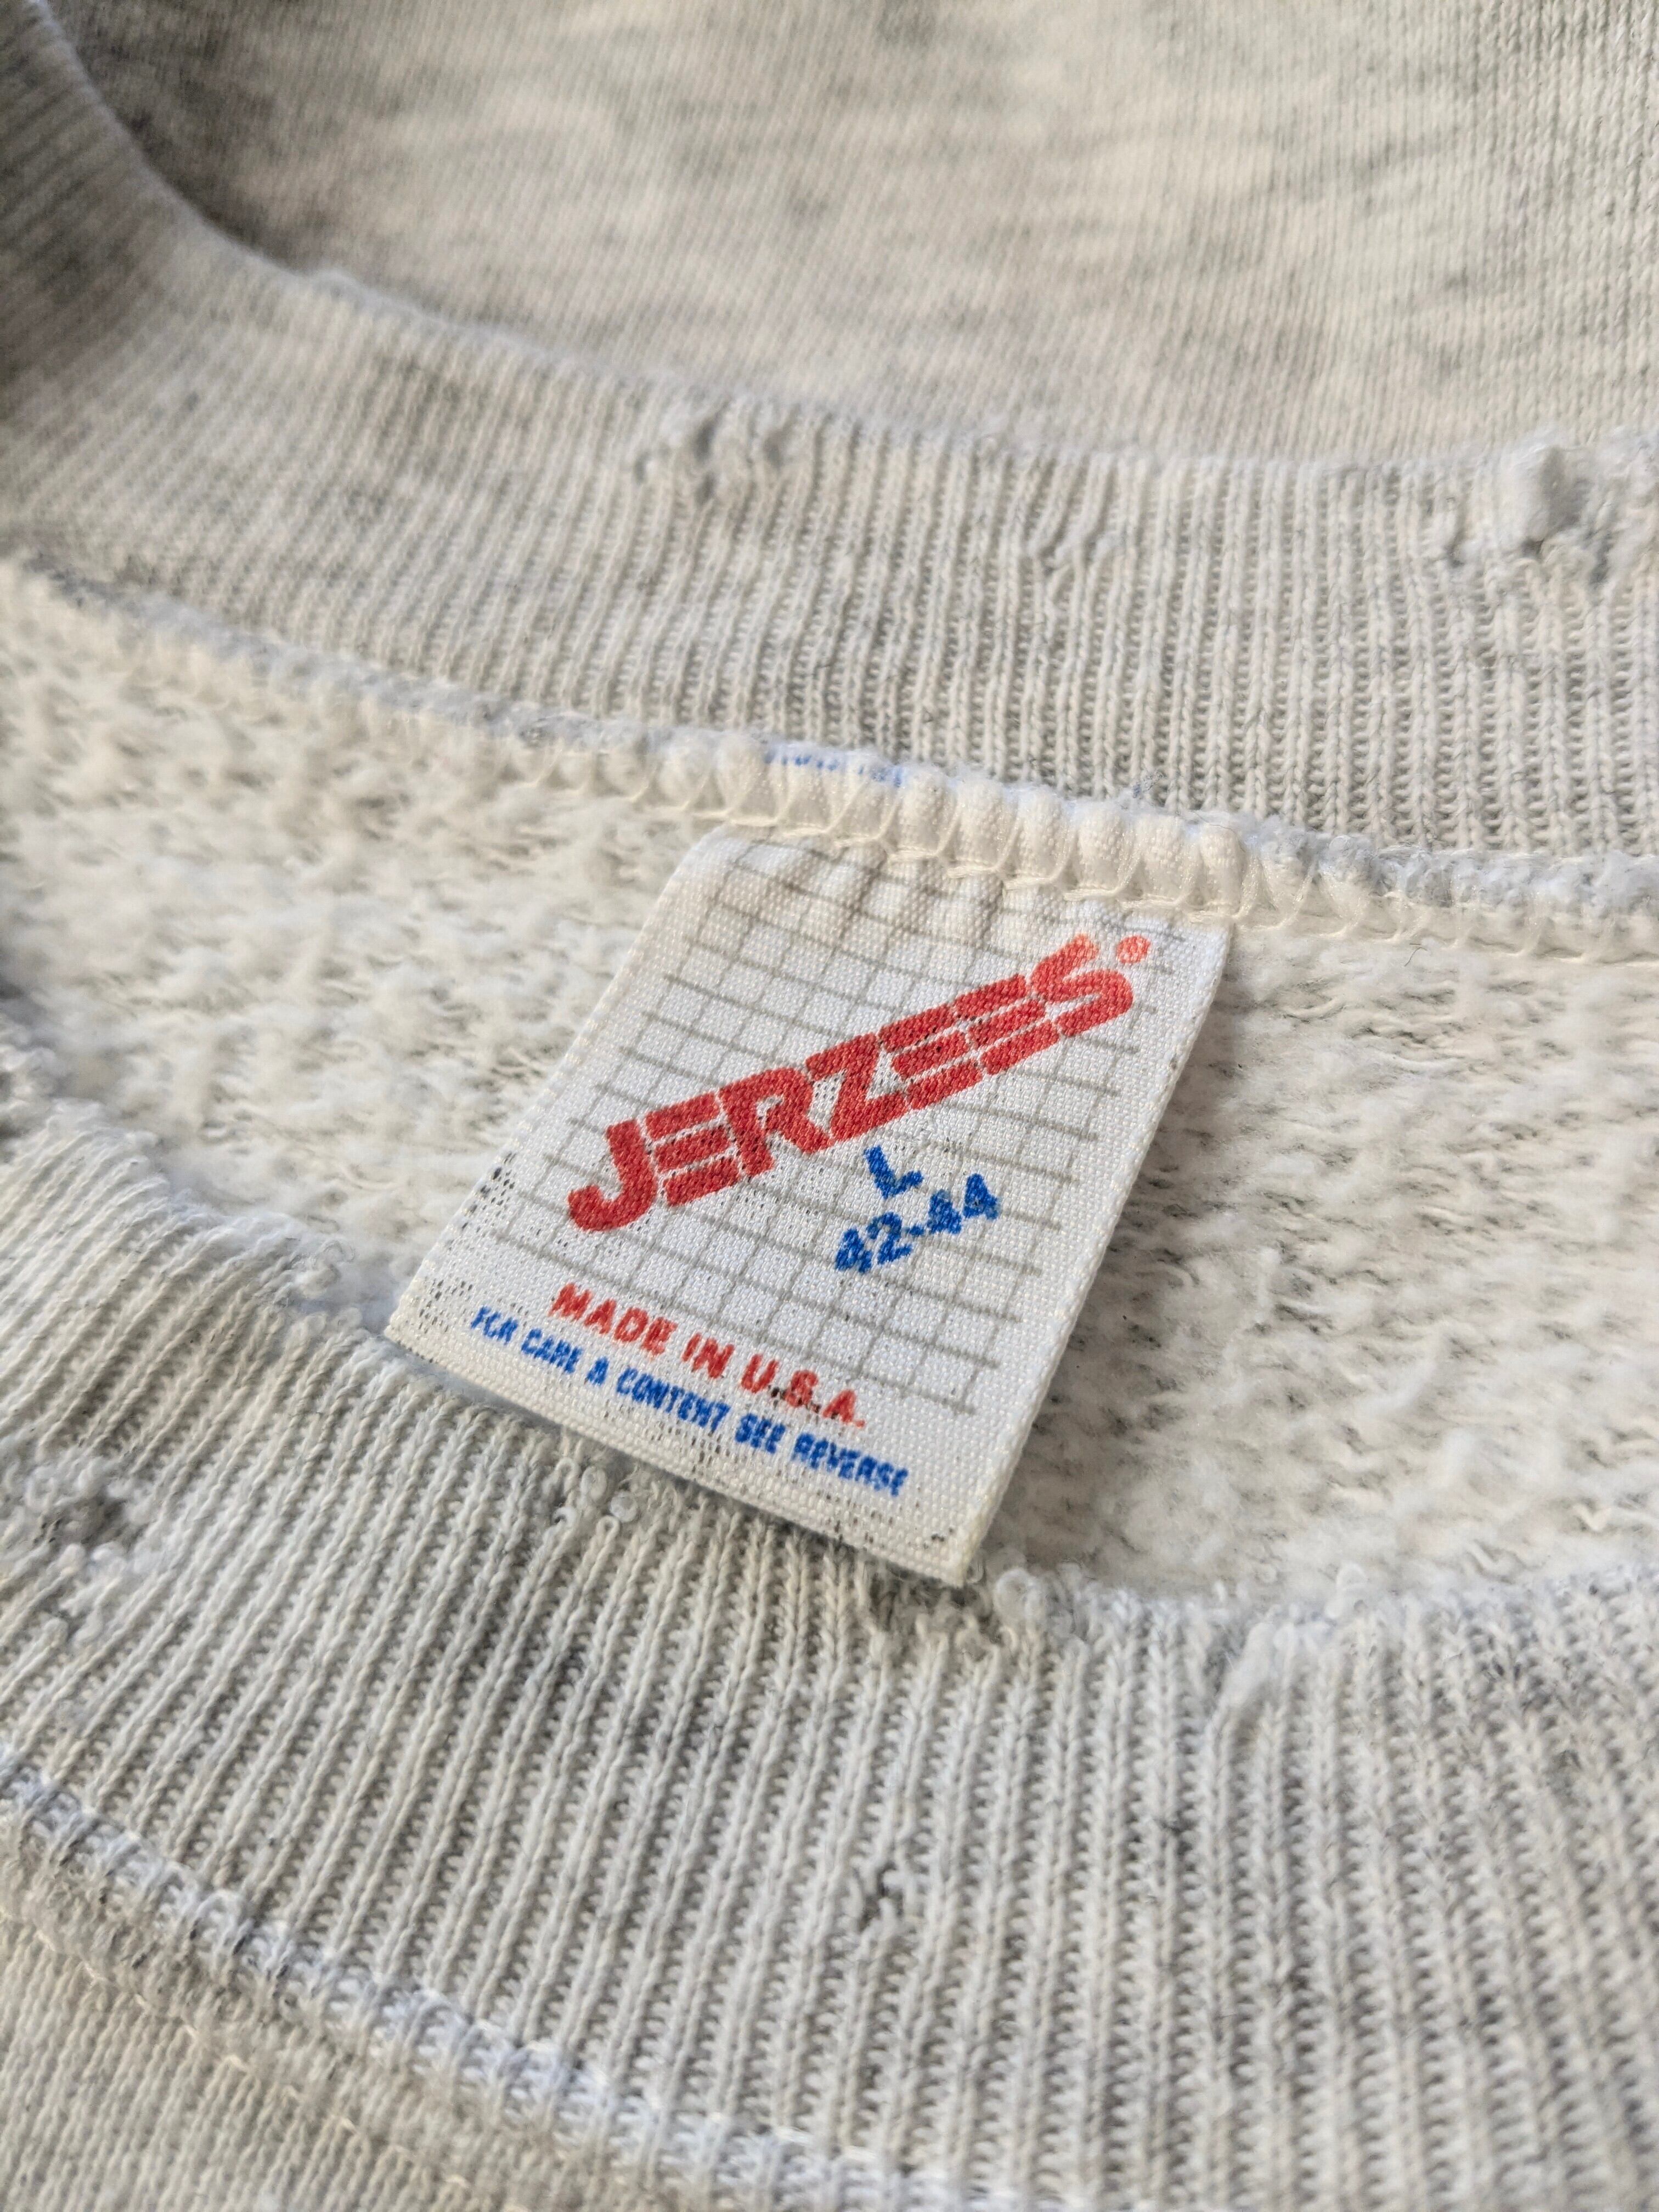 JERZEES
L
42-44
MADE IN U.S.A.
FOR CARE & CONTENT SEE REVERSE